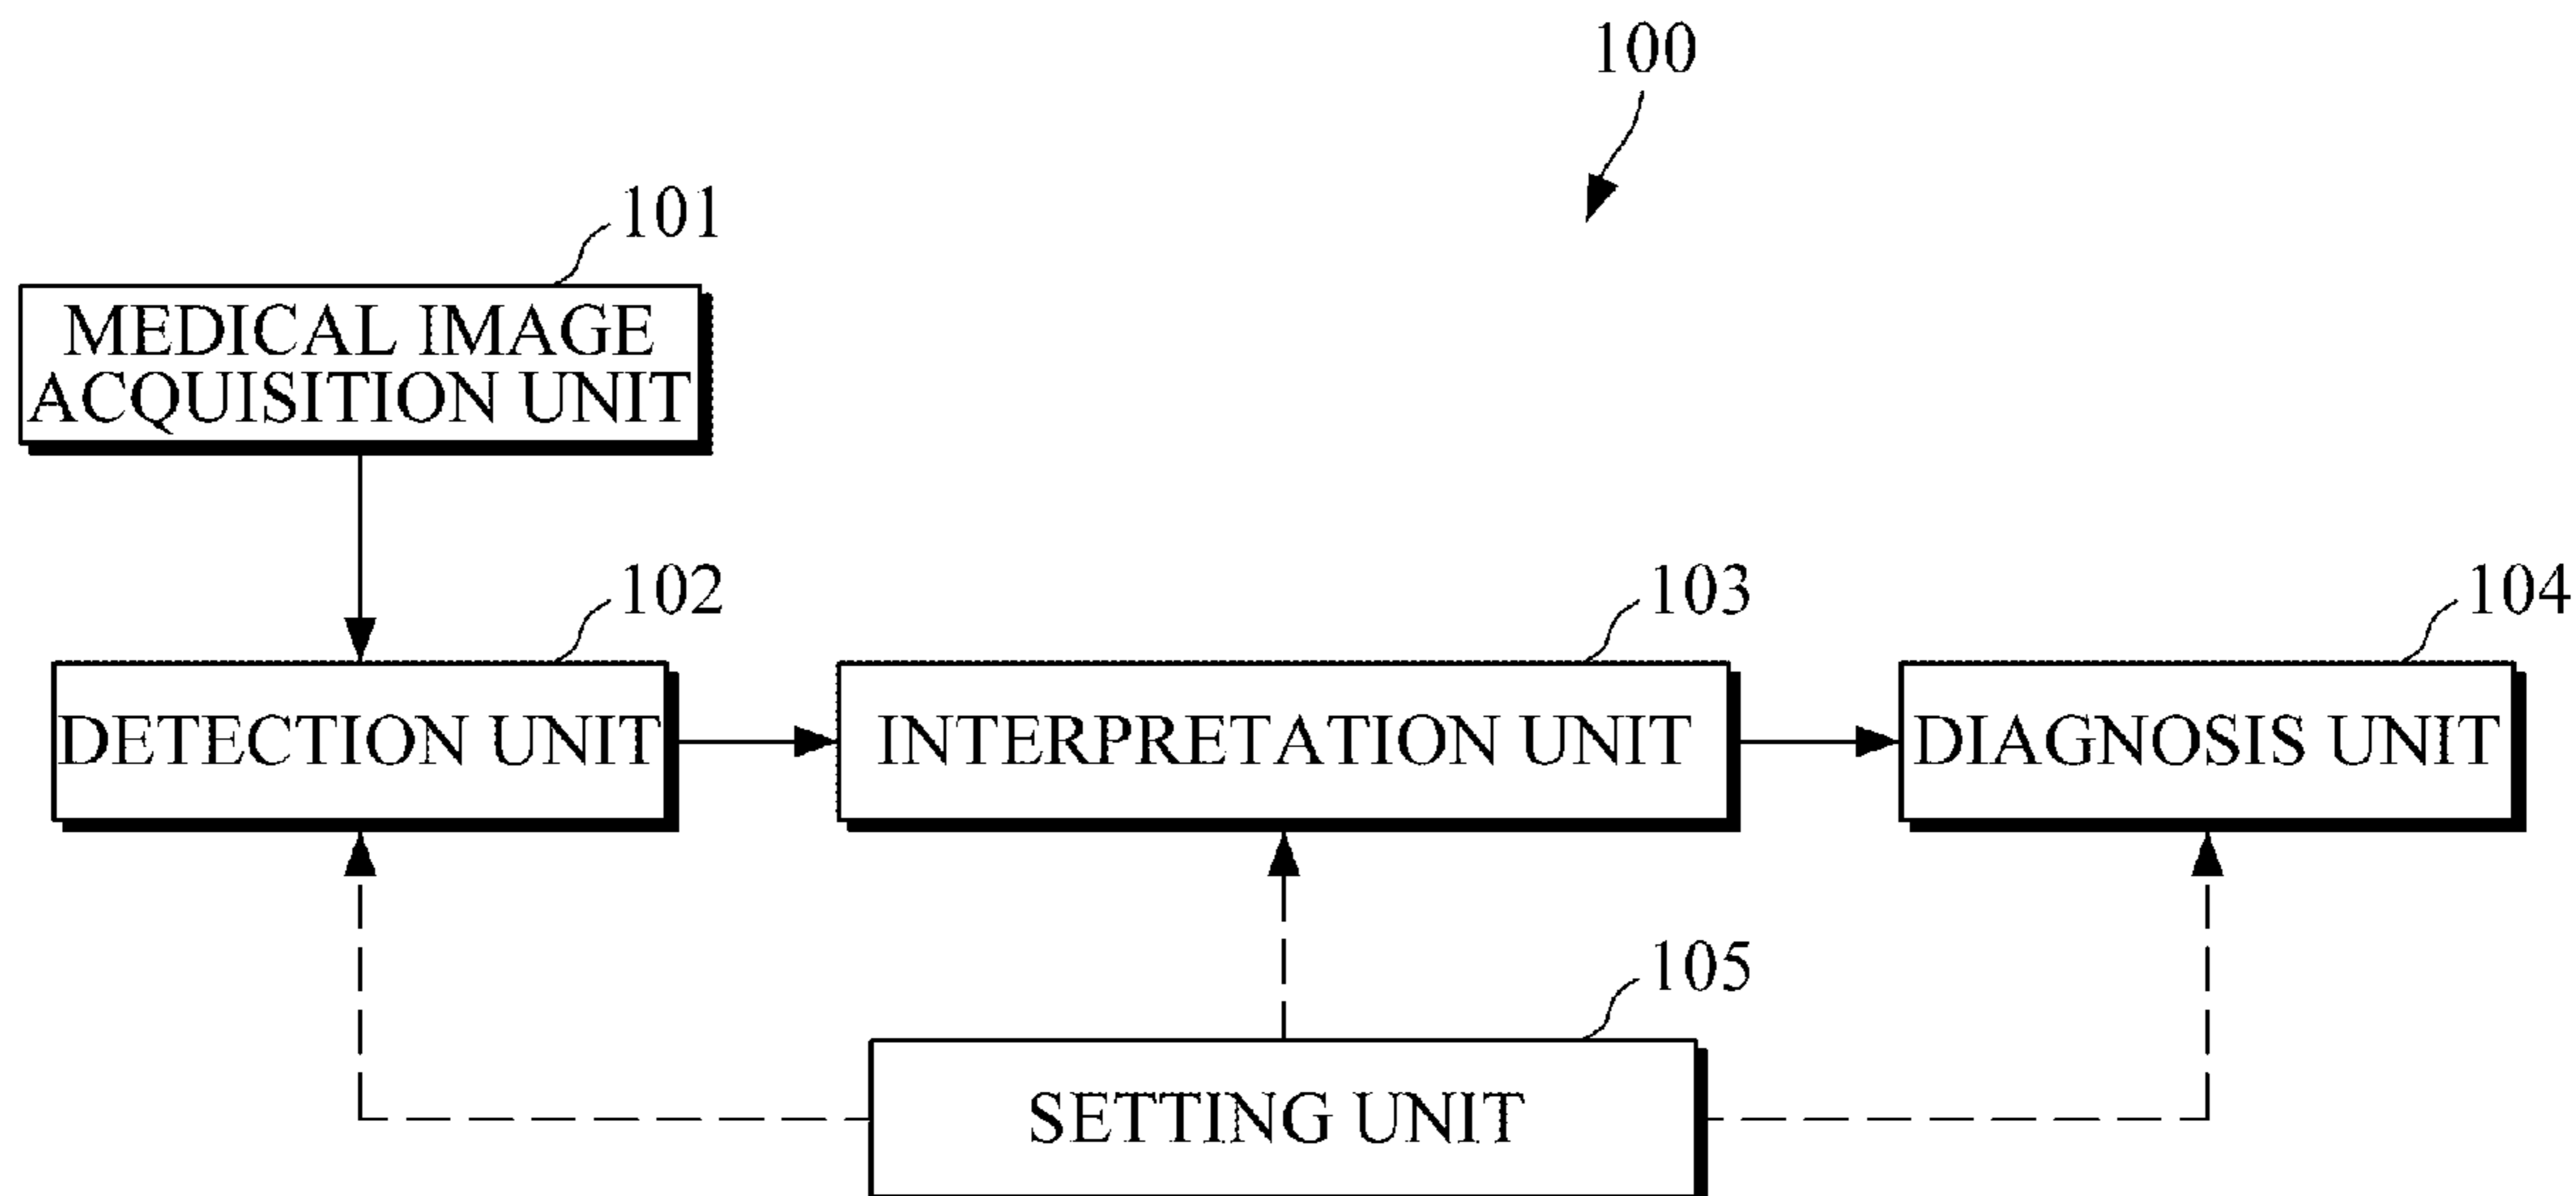 100
101
MEDICAL IMAGE
ACQUISITION UNIT
102
103
104
DETECTION UNIT
INTERPRETATION UNIT
DIAGNOSIS UNIT
105
SETTING UNIT